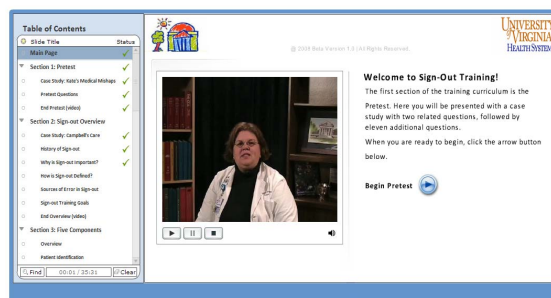 Table of Contents
Slide Title
Status
Main Page
Section 1: Pretest
Case Study: Kate's Medical Mishaps
Pretest Questions
End Pretest (video)
Section 2: Sign-out Overview
Case Study: Campbell's Care
History of Sign-out
Why is Sign-out Important?
How is Sign-out Defined?
Sources of Error in Sign-out
Sign-out Training Goals
End Overview (video)
Section 3: Five Components
Overview
Patient Identification
Find
00:01 / 35:31
Clear
Beta Version 1.0 (All Rights Reserved.
UNIVERSITY
VIRGINIA
HEALTH SYSTEM
Welcome to Sign-Out Training!
The first section of the training curriculum is the
Pretest. Here you will be presented with a case
study with two related questions, followed by
eleven additional questions.
When you are ready to begin, click the arrow button
below.
Begin Pretest